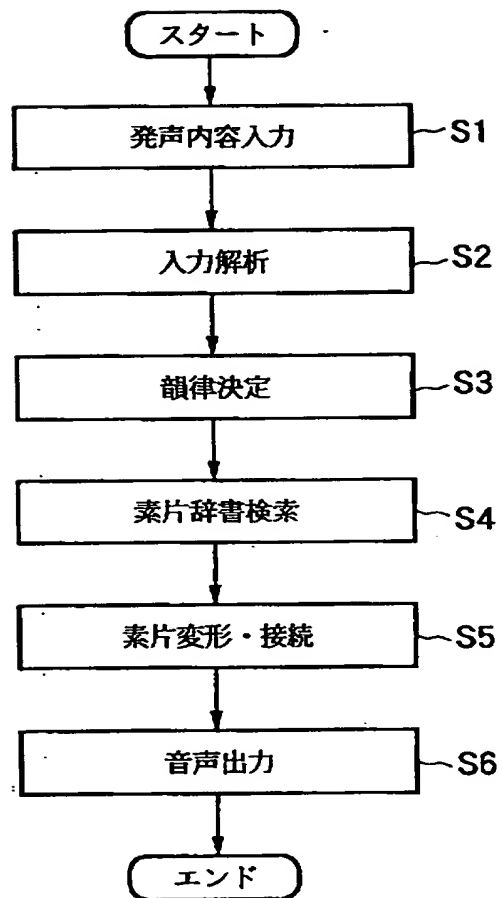 スタート
発声内容入力 S1
入力解析 S2
韻律決定 S3
素片辞書検索 S4
素片変形・接続 S5
音声出力 S6
エンド